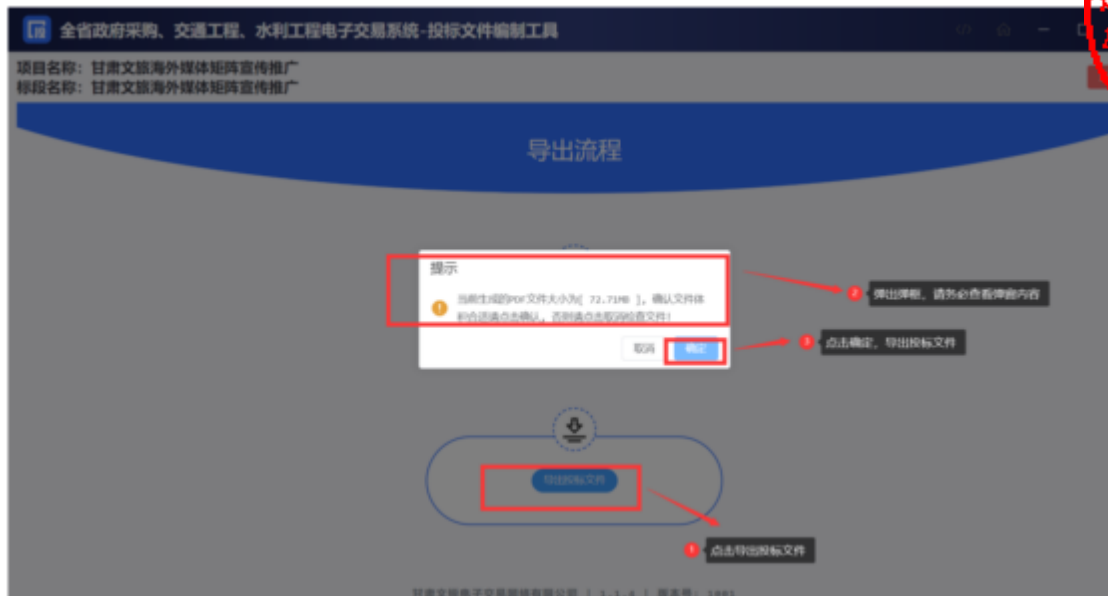 全省政府采购、交通工程、水利工程电子交易系统-投标文件编制工具
项目名称：甘肃文旅海外媒体矩阵宣传推广
标段名称：甘肃文旅海外媒体矩阵宣传推广
导出流程
提示
当前生成的PDF文件大小为[ 72.71MB ]，确认文件体
积合适请点击确认，否则请点击取消检查文件！
取消
确定
2 弹出弹框，请务必查看弹窗内容
3 点击确定，导出投标文件
导出投标文件
1 点击导出投标文件